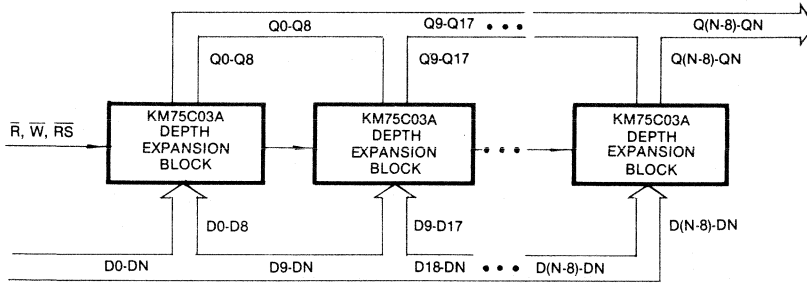 Q0-Q8 Q9-Q17 • • • Q(N-8)-QN
Q0-Q8 Q9-Q17 Q(N-8)-QN
R̅, W̅, R̅S̅
KM75C03A
DEPTH
EXPANSION
BLOCK
KM75C03A
DEPTH
EXPANSION
BLOCK
• • •
KM75C03A
DEPTH
EXPANSION
BLOCK
D0-D8 D9-D17 D(N-8)-DN
D0-DN D9-DN D18-DN • • • D(N-8)-DN